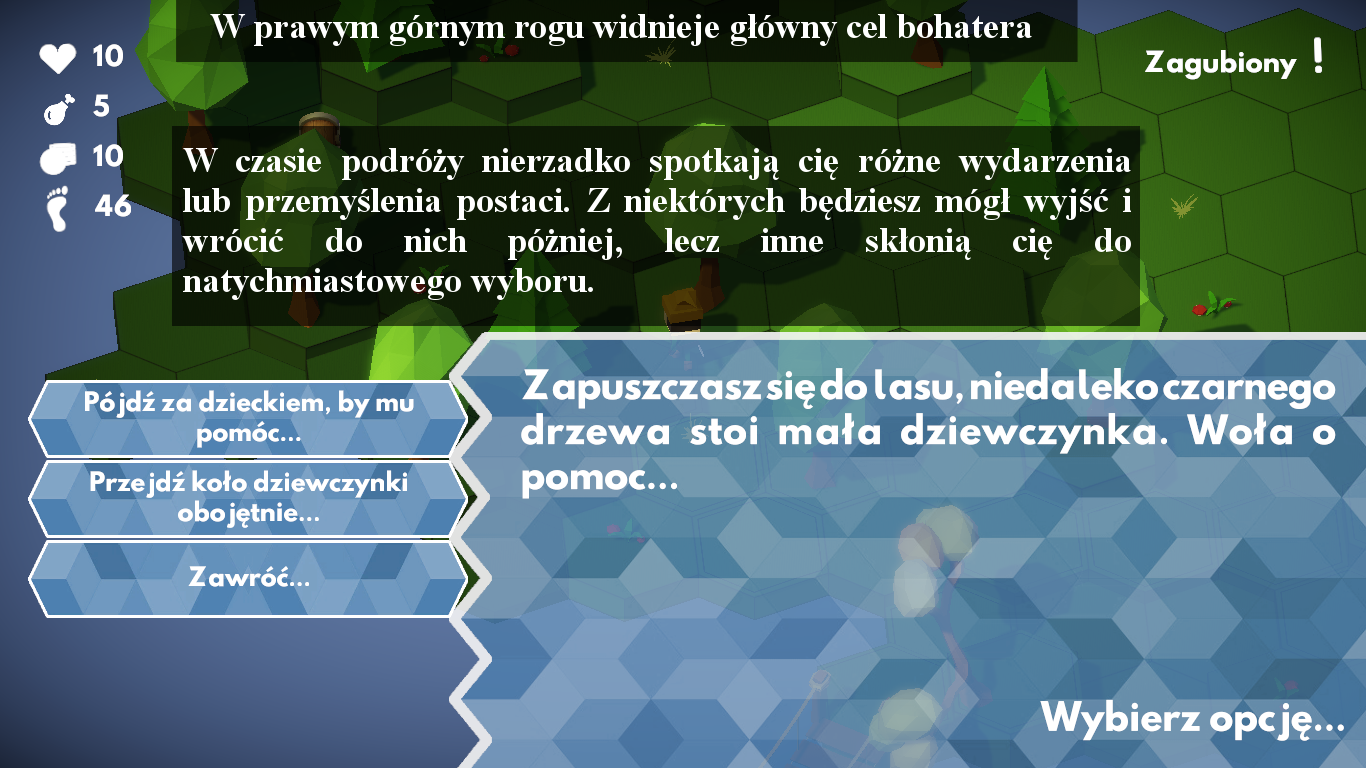 W prawym górnym rogu widnieje główny cel bohatera
10
Zagubiony !
5
10
46
W czasie podróży nierzadko spotkają cię różne wydarzenia
lub przemyślenia postaci. Z niektórych będziesz mógł wyjść i
wrócić do nich póżniej, lecz inne skłonią cię do
natychmiastowego wyboru.
Pójdź za dzieckiem, by mu
pomóc...
Przejdź koło dziewczynki
obojętnie...
Zawróć...
Zapuszczasz się do lasu, niedaleko czarnego
drzewa stoi mała dziewczynka. Woła o
pomoc...
Wybierz opcję...